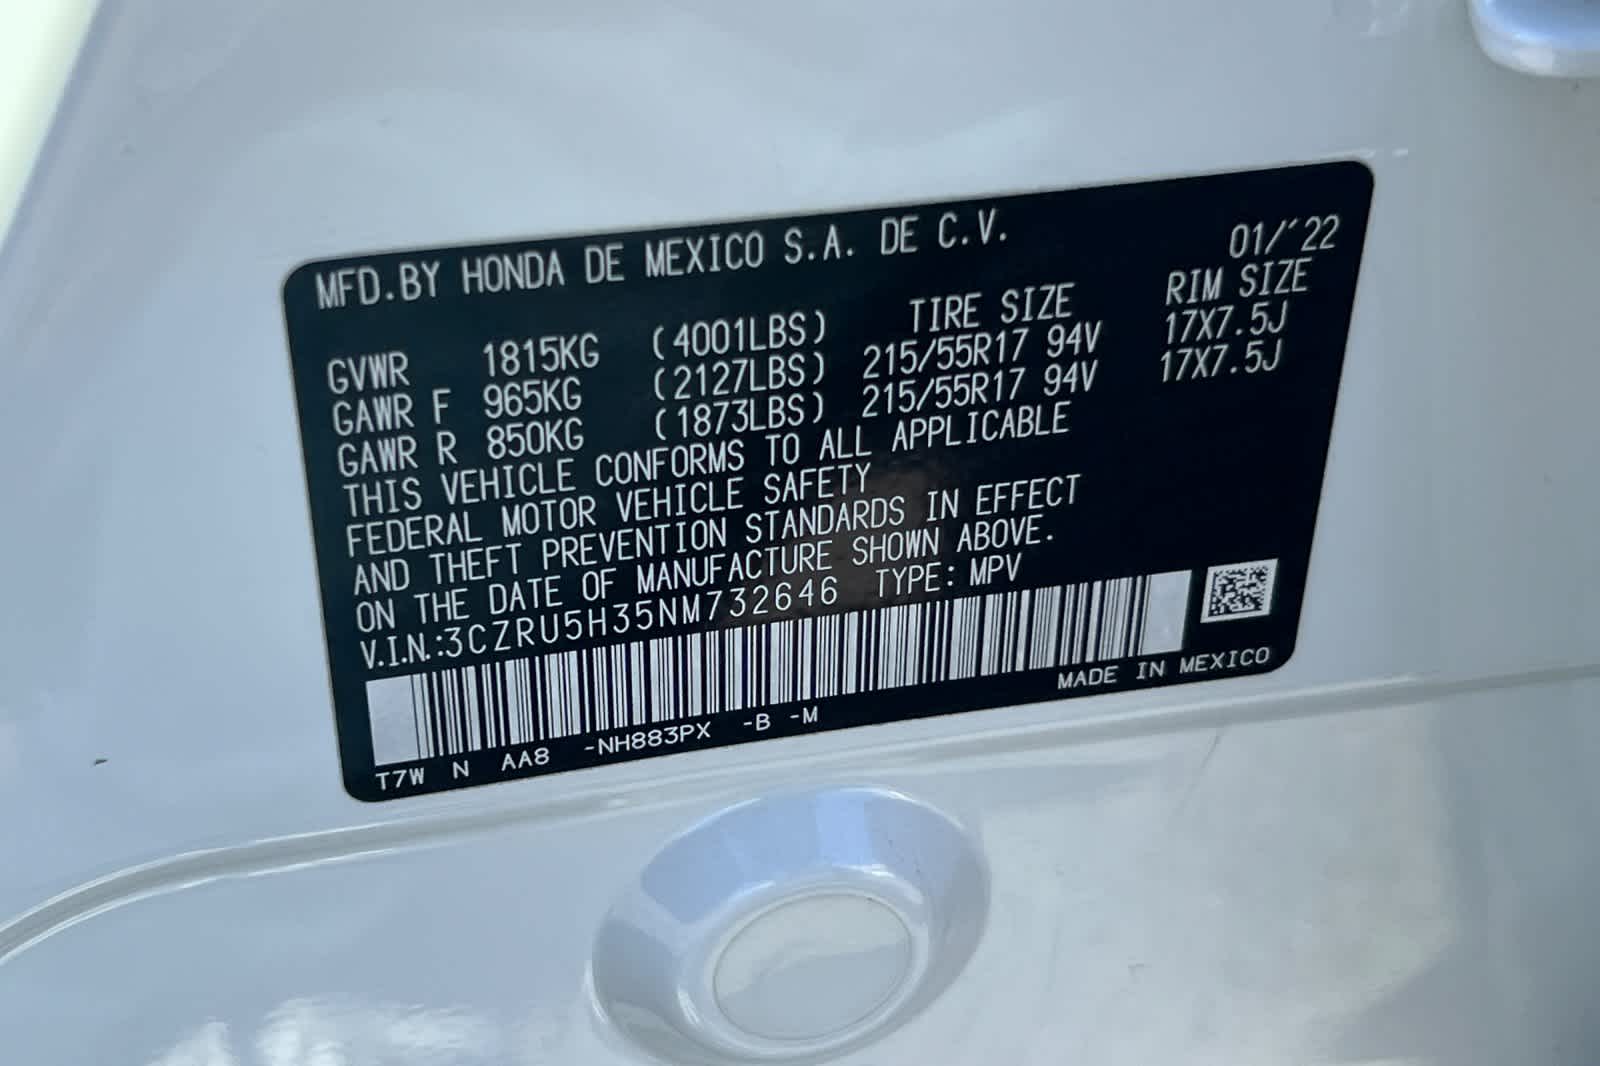 MFD.BY HONDA DE MEXICO S.A. DE C.V. 01/'22
TIRE SIZE RIM SIZE
GVWR 1815KG (4001LBS)
GAWR F 965KG (2127LBS) 215/55R17 94V 17X7.5J
GAWR R 850KG (1873LBS) 215/55R17 94V 17X7.5J
THIS VEHICLE CONFORMS TO ALL APPLICABLE
FEDERAL MOTOR VEHICLE SAFETY
AND THEFT PREVENTION STANDARDS IN EFFECT
ON THE DATE OF MANUFACTURE SHOWN ABOVE.
V.I.N.:3CZRU5H35NM732646 TYPE: MPV
MADE IN MEXICO
T7W N AA8 -NH883PX -B -M